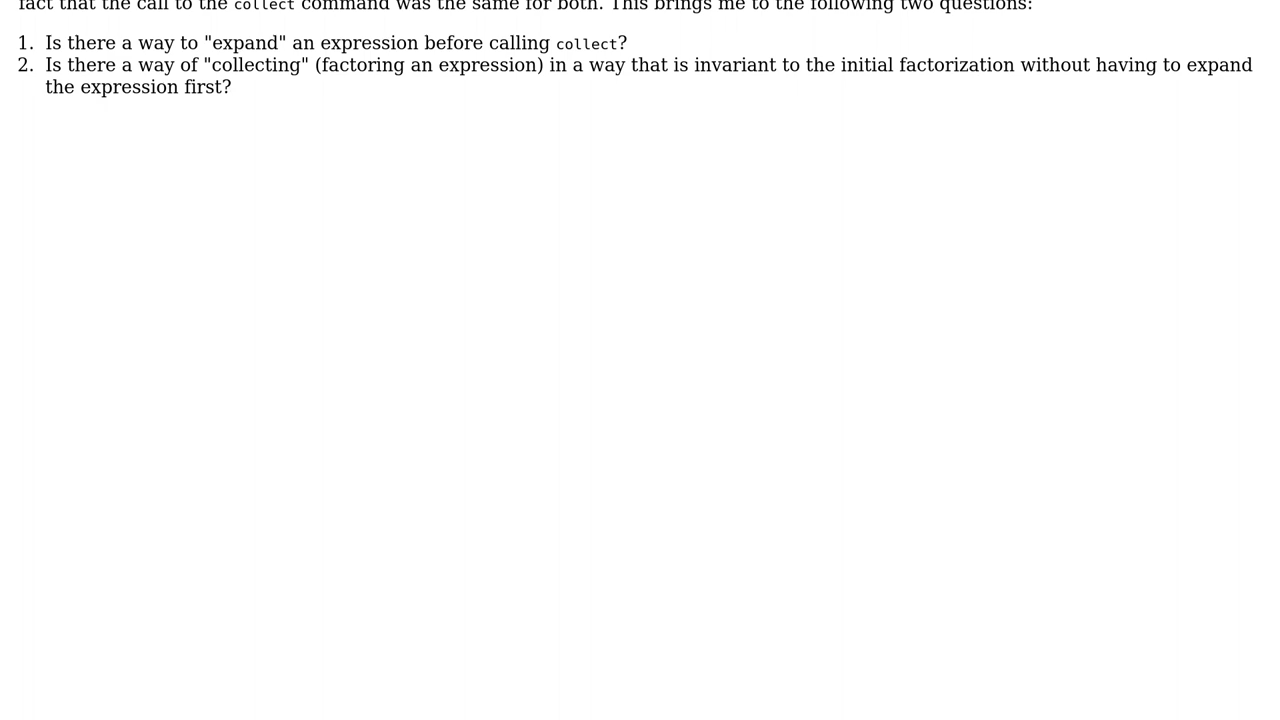 fact that the call to the collect command was the same for both. This brings me to the following two questions:
1. Is there a way to "expand" an expression before calling collect?
2. Is there a way of "collecting" (factoring an expression) in a way that is invariant to the initial factorization without having to expand
the expression first?